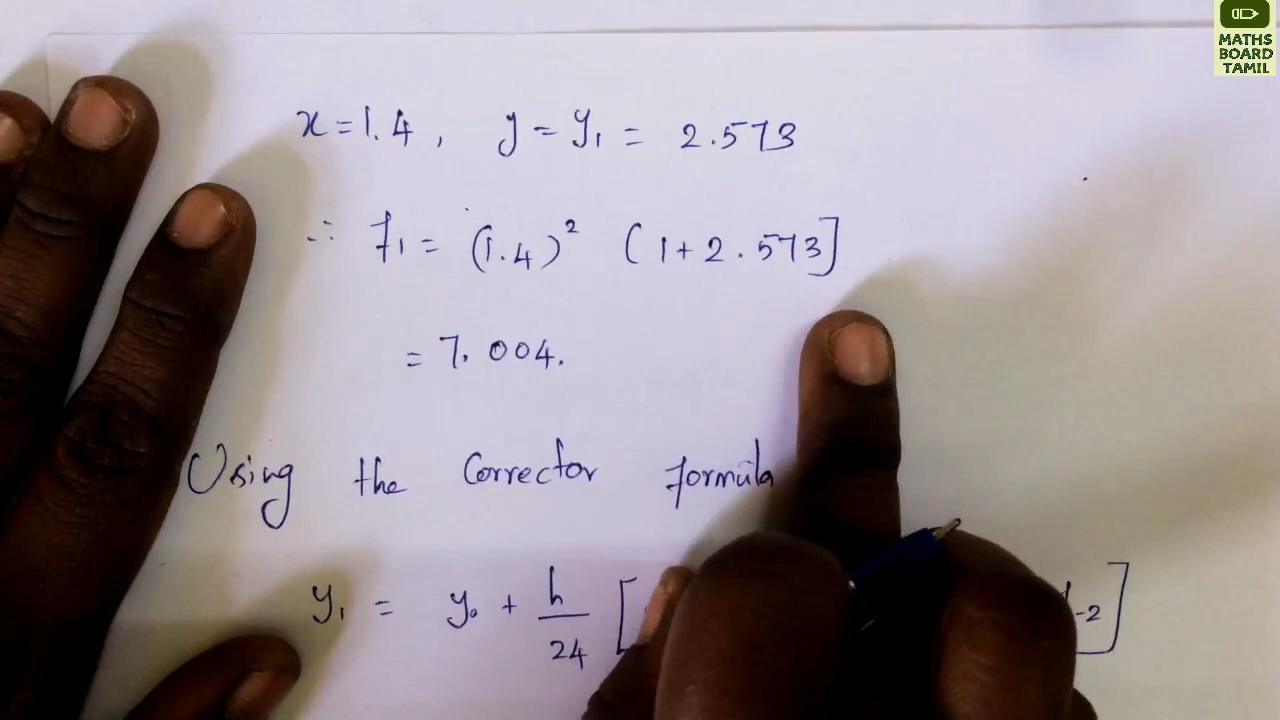 MATHS
BOARD
TAMIL
x = 1.4 , y = y₁ = 2.573
∴ f₁ = (1.4)² (1 + 2.573]
= 7.004.
Using the Corrector formula
y₁ = y₀ + h/24 [ -2]